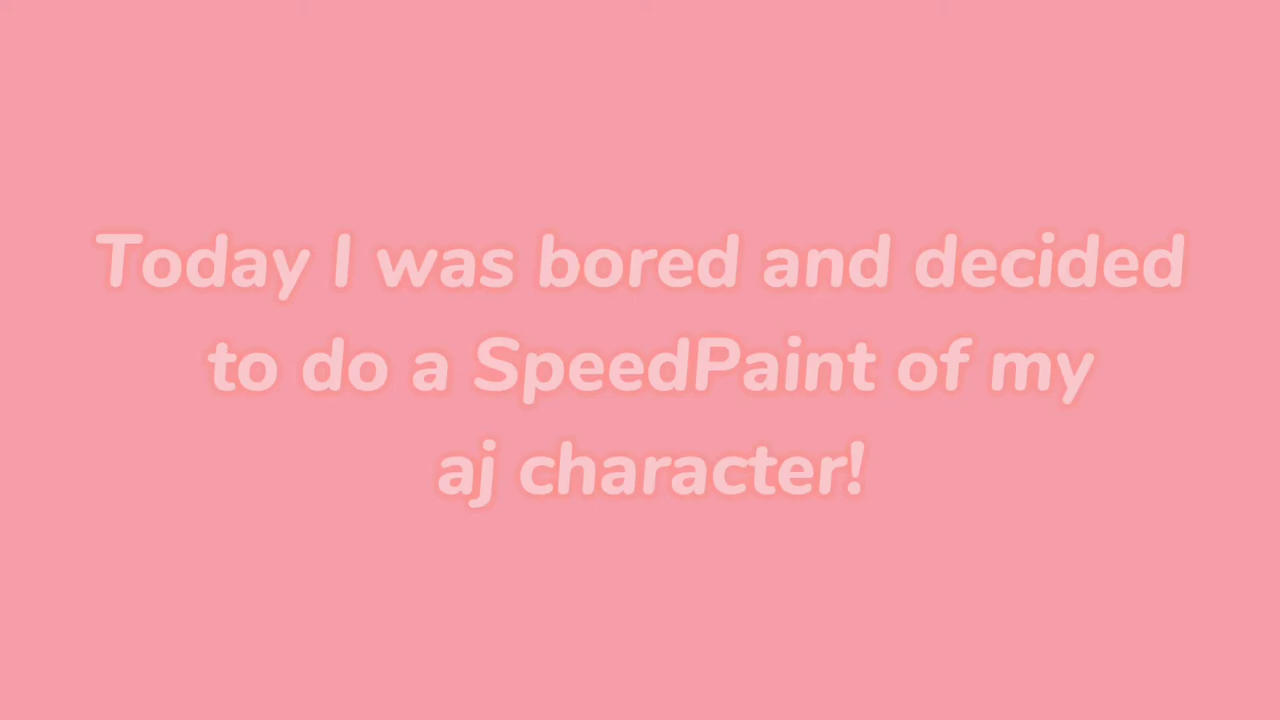 Today I was bored and decided
to do a SpeedPaint of my
aj character!